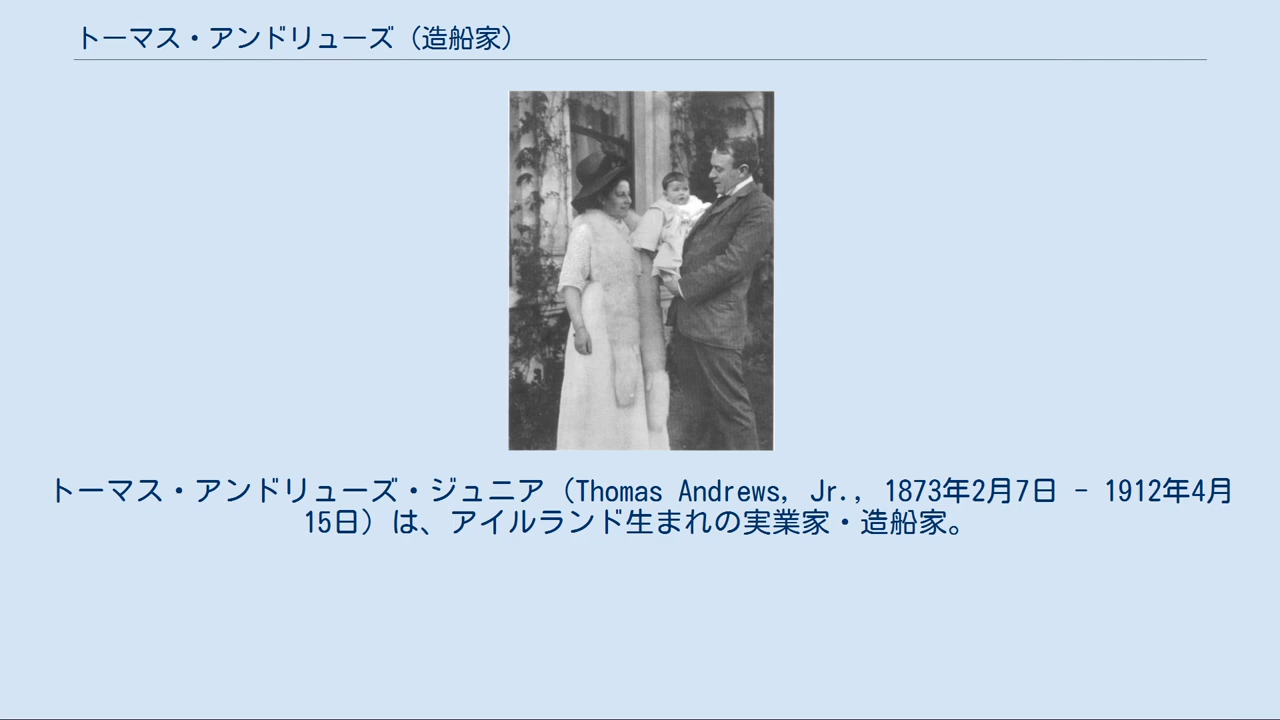 トーマス・アンドリューズ（造船家）
トーマス・アンドリューズ・ジュニア（Thomas Andrews, Jr., 1873年2月7日 - 1912年4月
15日）は、アイルランド生まれの実業家・造船家。